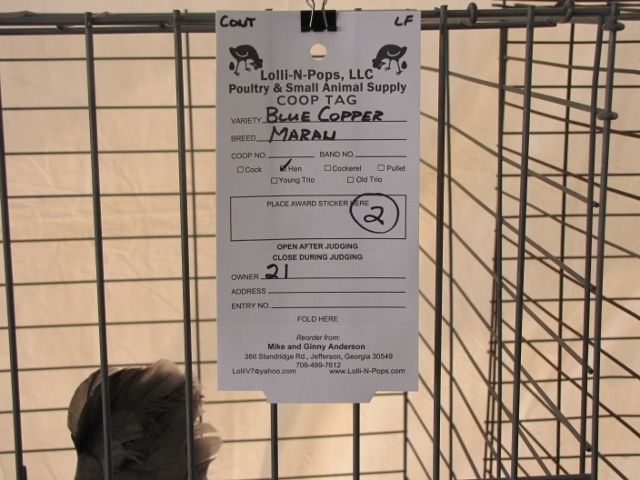 CONT LF
Lolli-N-Pops, LLC
Poultry & Small Animal Supply
COOP TAG
VARIETY BLUE COPPER
BREED MARAN
COOP NO. BAND NO.
Cock Hen Cockerel Pullet
Young Trio Old Trio
PLACE AWARD STICKER HERE
2
OPEN AFTER JUDGING
CLOSE DURING JUDGING
OWNER 21
ADDRESS
ENTRY NO.
FOLD HERE
Reorder from:
Mike and Ginny Anderson
366 Standridge Rd., Jefferson, Georgia 30549
706-499-7612
LolliV7@yahoo.com www.Lolli-N-Pops.com